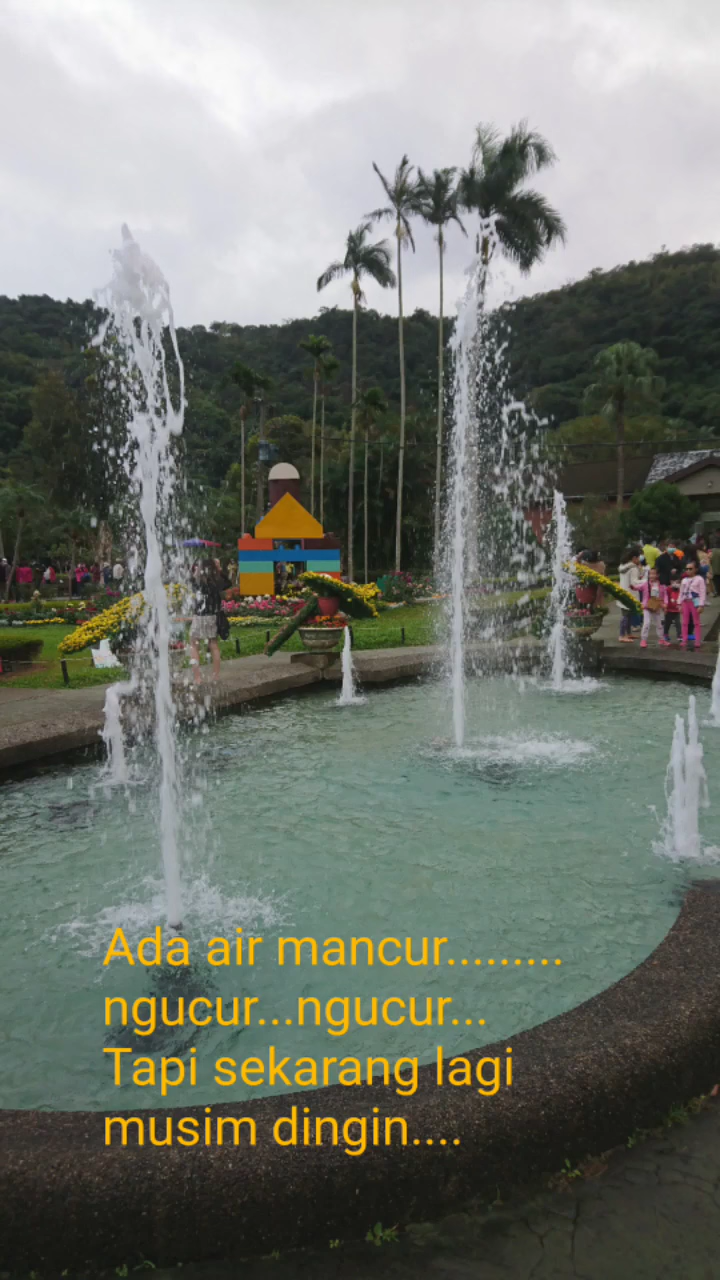 Ada air mancur.........
ngucur...ngucur...
Tapi sekarang lagi
musim dingin....